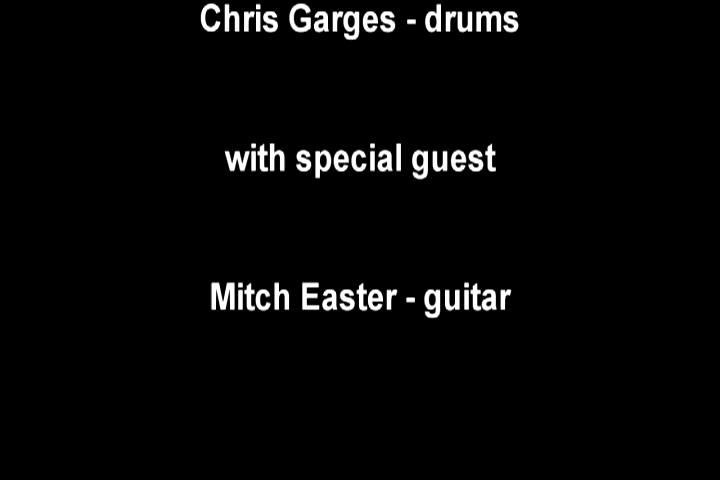 Chris Garges - drums
with special guest
Mitch Easter - guitar